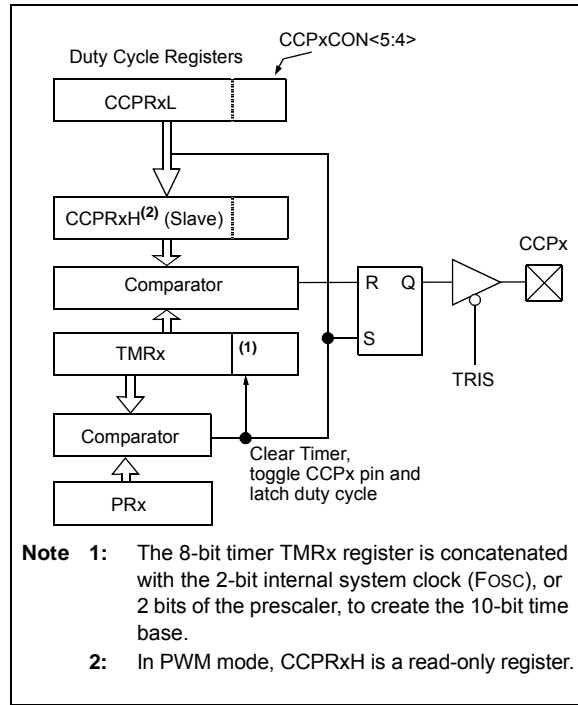 CCPxCON<5:4>
Duty Cycle Registers
CCPRxL
CCPRxH(2) (Slave)
CCPx
Comparator
R Q
TMRx
(1)
S
TRIS
Comparator
Clear Timer,
toggle CCPx pin and
latch duty cycle
PRx
Note 1: The 8-bit timer TMRx register is concatenated
with the 2-bit internal system clock (FOSC), or
2 bits of the prescaler, to create the 10-bit time
base.
2: In PWM mode, CCPRxH is a read-only register.